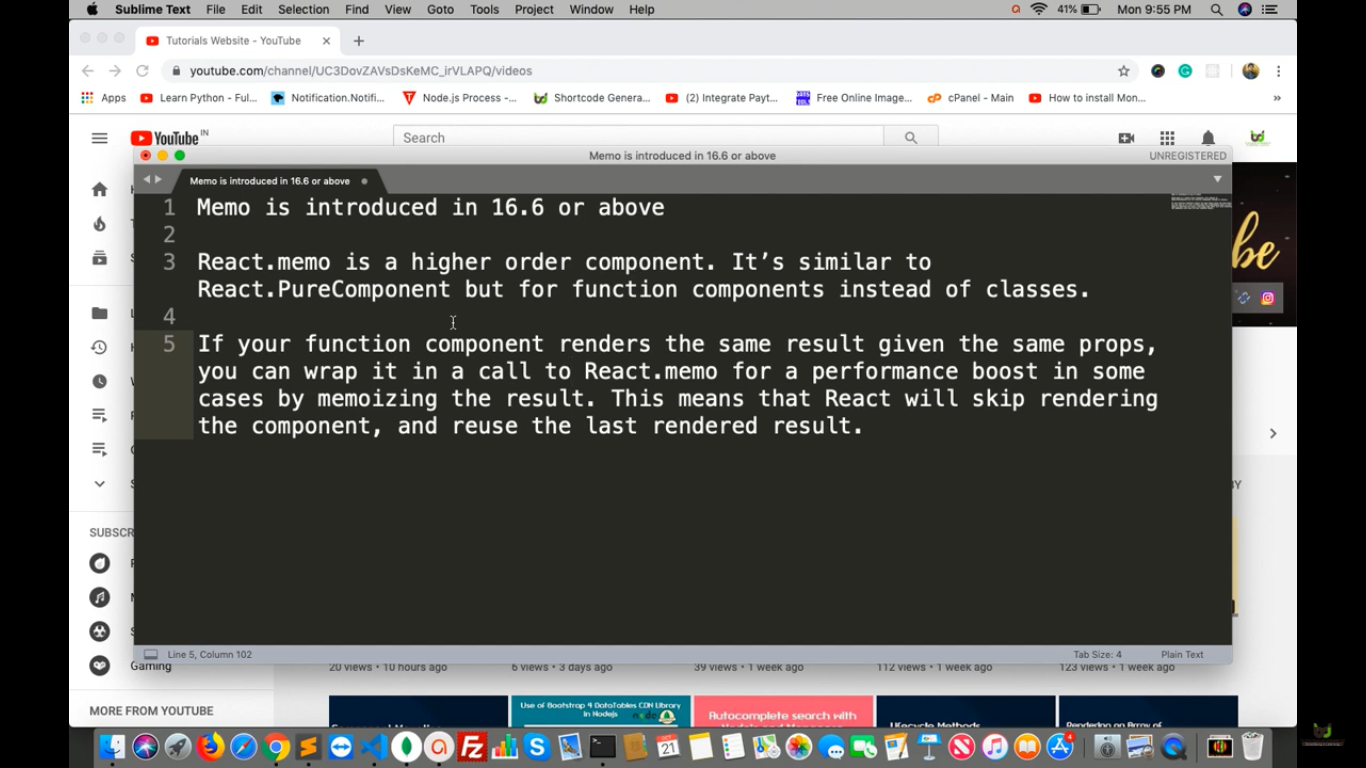 Sublime Text File Edit Selection Find View Goto Tools Project Window Help 41% Mon 9:55 PM
Tutorials Website - YouTube
youtube.com/channel/UC3DovZAVsDsKeMC_irVLAPQ/videos
Apps Learn Python - Ful... Notification.Notifi... Node.js Process -... Shortcode Genera... (2) Integrate Payt... Free Online Image... cPanel - Main How to install Mon... »
YouTube IN Search
Memo is introduced in 16.6 or above UNREGISTERED
Memo is introduced in 16.6 or above
1 Memo is introduced in 16.6 or above
2
3 React.memo is a higher order component. It’s similar to
React.PureComponent but for function components instead of classes.
4
5 If your function component renders the same result given the same props,
you can wrap it in a call to React.memo for a performance boost in some
cases by memoizing the result. This means that React will skip rendering
the component, and reuse the last rendered result.
be
BY
SUBSCR
Line 5, Column 102 Tab Size: 4 Plain Text
Gaming 20 views • 10 hours ago 6 views • 3 days ago 39 views • 1 week ago 112 views • 1 week ago 123 views • 1 week ago
MORE FROM YOUTUBE
Use of Bootstrap 4 DataTables CDN Library
in Nodejs
Autocomplete search with
Rendering an Array of